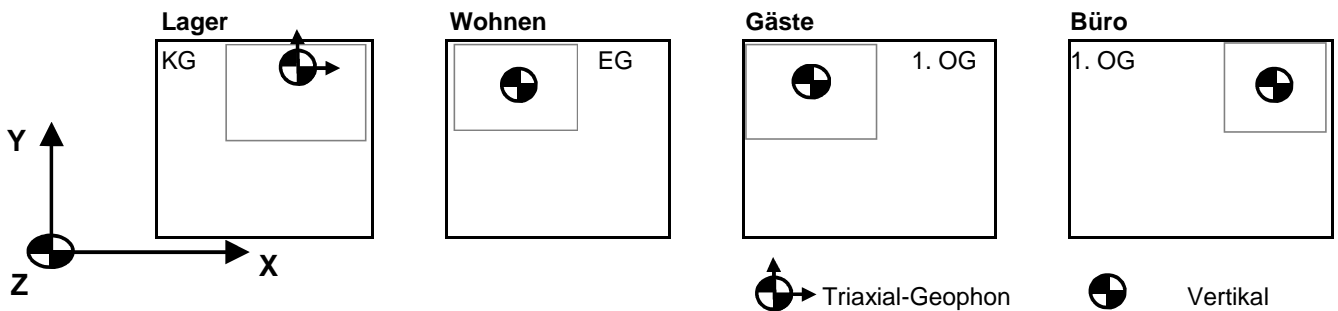 Lager
Wohnen
Gäste
Büro
KG
EG
1. OG
1. OG
Y
X
Z
Triaxial-Geophon
Vertikal